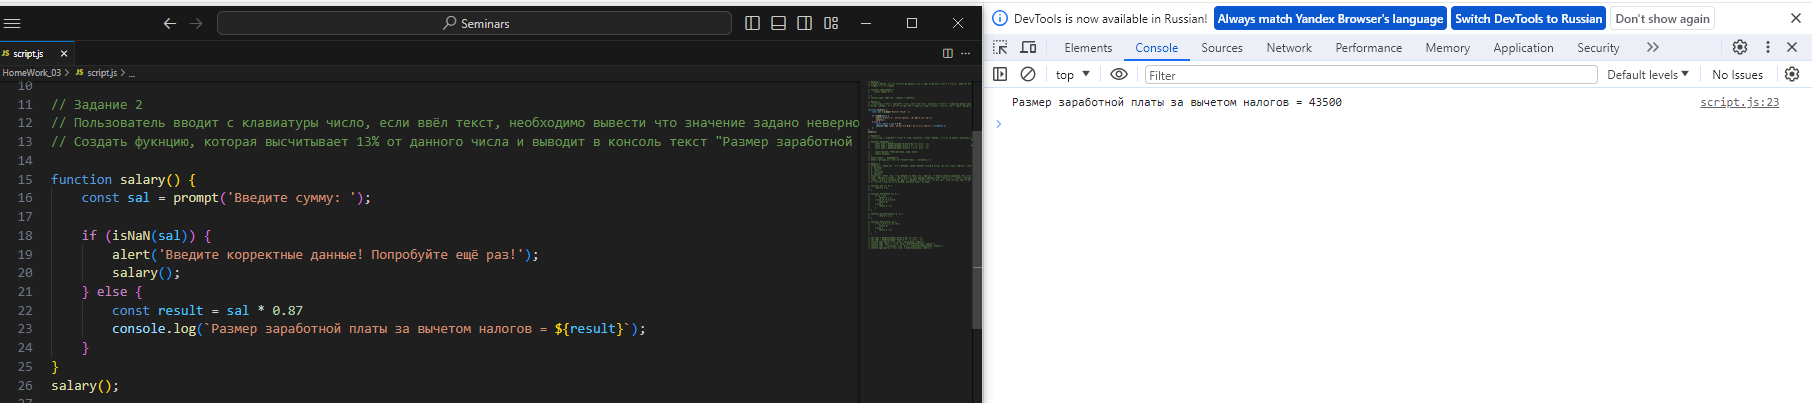 Seminars
JS script.js ×
HomeWork_03 > JS script.js > ...
10
11 // Задание 2
12 // Пользователь вводит с клавиатуры число, если ввёл текст, необходимо вывести что значение задано неверно
13 // Создать фукнцию, которая высчитывает 13% от данного числа и выводит в консоль текст "Размер заработной
14
15 function salary() {
16 const sal = prompt('Введите сумму: ');
17
18 if (isNaN(sal)) {
19 alert('Введите корректные данные! Попробуйте ещё раз!');
20 salary();
21 } else {
22 const result = sal * 0.87
23 console.log(`Размер заработной платы за вычетом налогов = ${result}`);
24 }
25 }
26 salary();
27
DevTools is now available in Russian! Always match Yandex Browser's language Switch DevTools to Russian Don't show again
Elements Console Sources Network Performance Memory Application Security
top Filter Default levels No Issues
Размер заработной платы за вычетом налогов = 43500 script.js:23